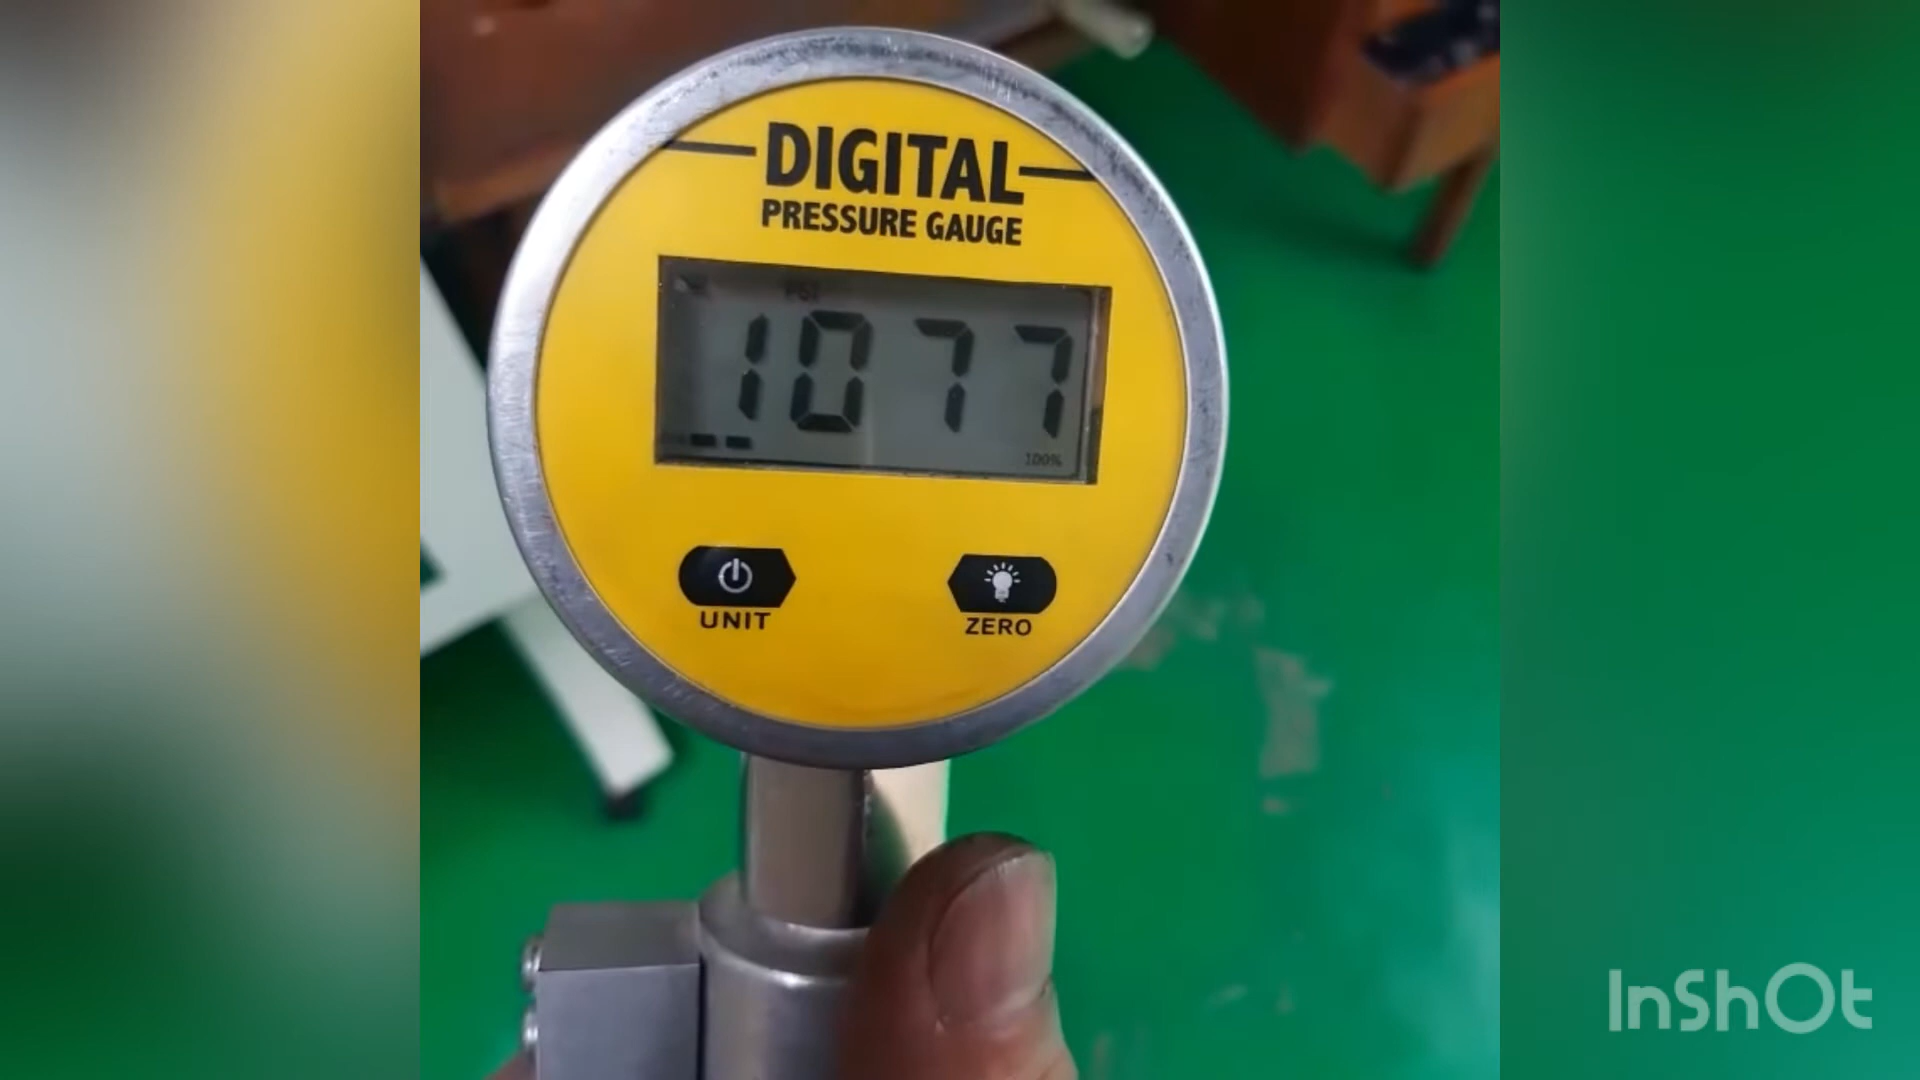 DIGITAL
PRESSURE GAUGE
PSI
1077
100%
UNIT
ZERO
InShOt